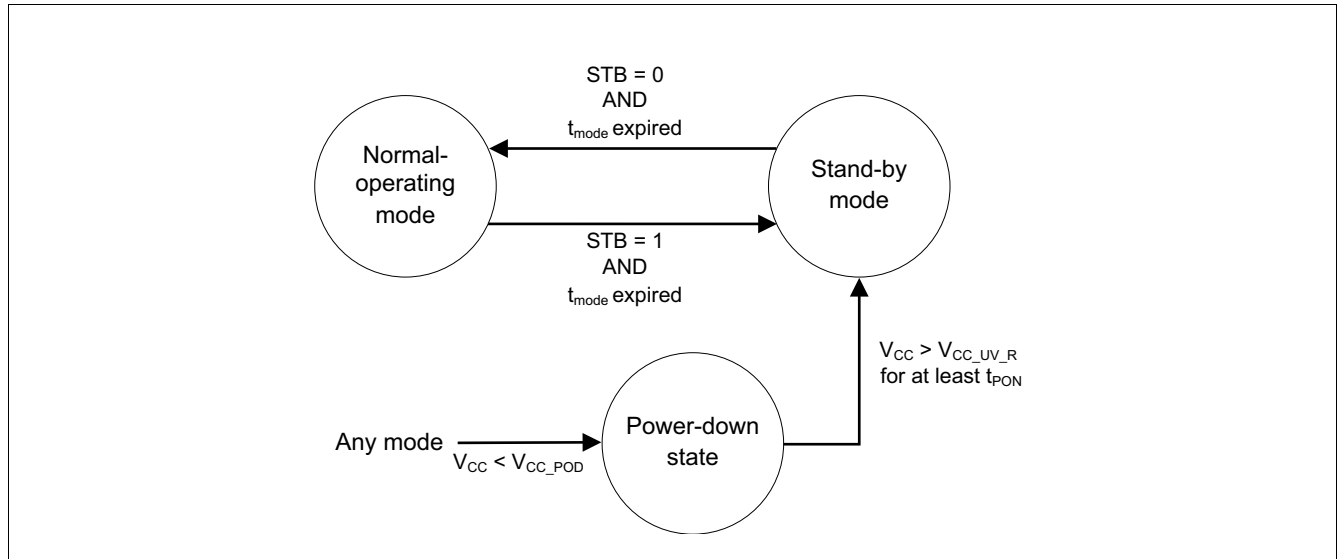 STB = 0
AND
tmode expired
Normal-
operating
mode
Stand-by
mode
STB = 1
AND
tmode expired
VCC > VCC_UV_R
for at least tPON
Any mode
VCC < VCC_POD
Power-down
state